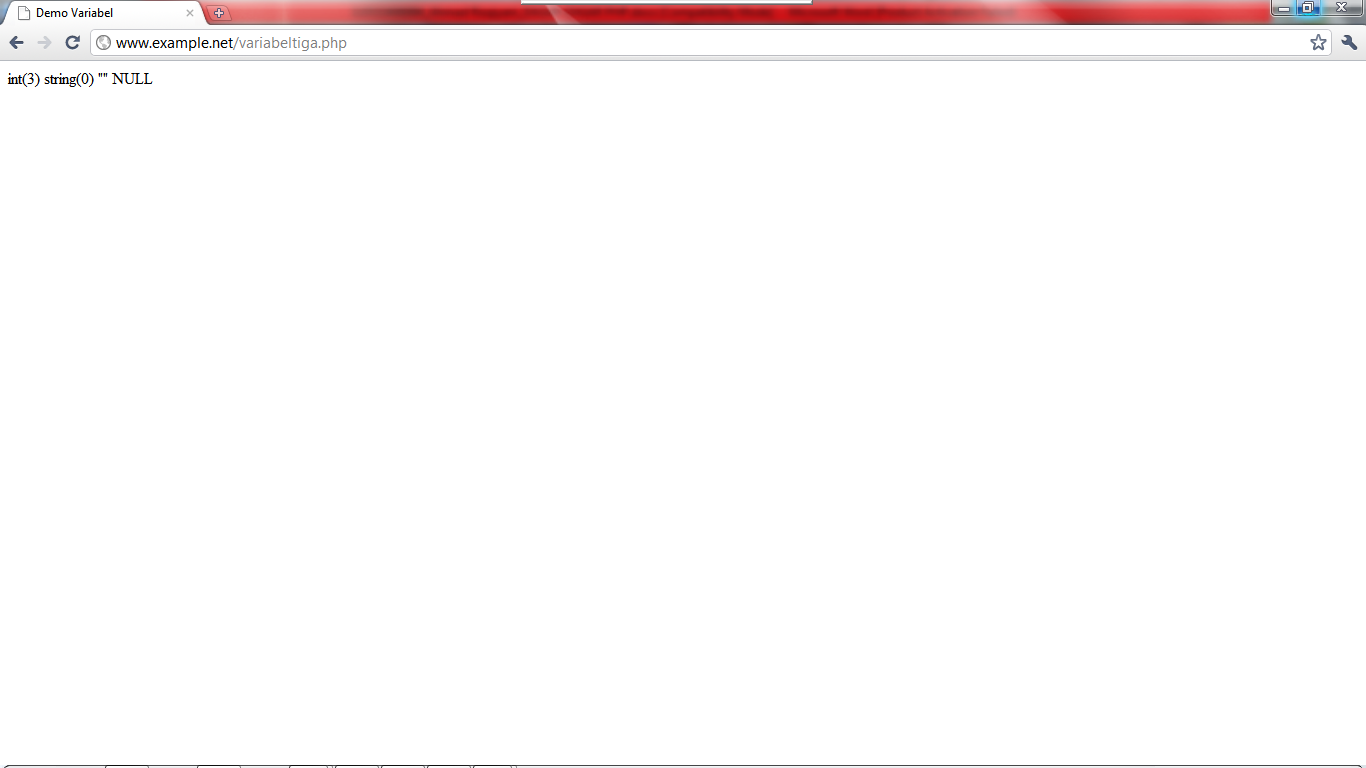 Demo Variabel
www.example.net/variabeltiga.php
int(3) string(0) "" NULL